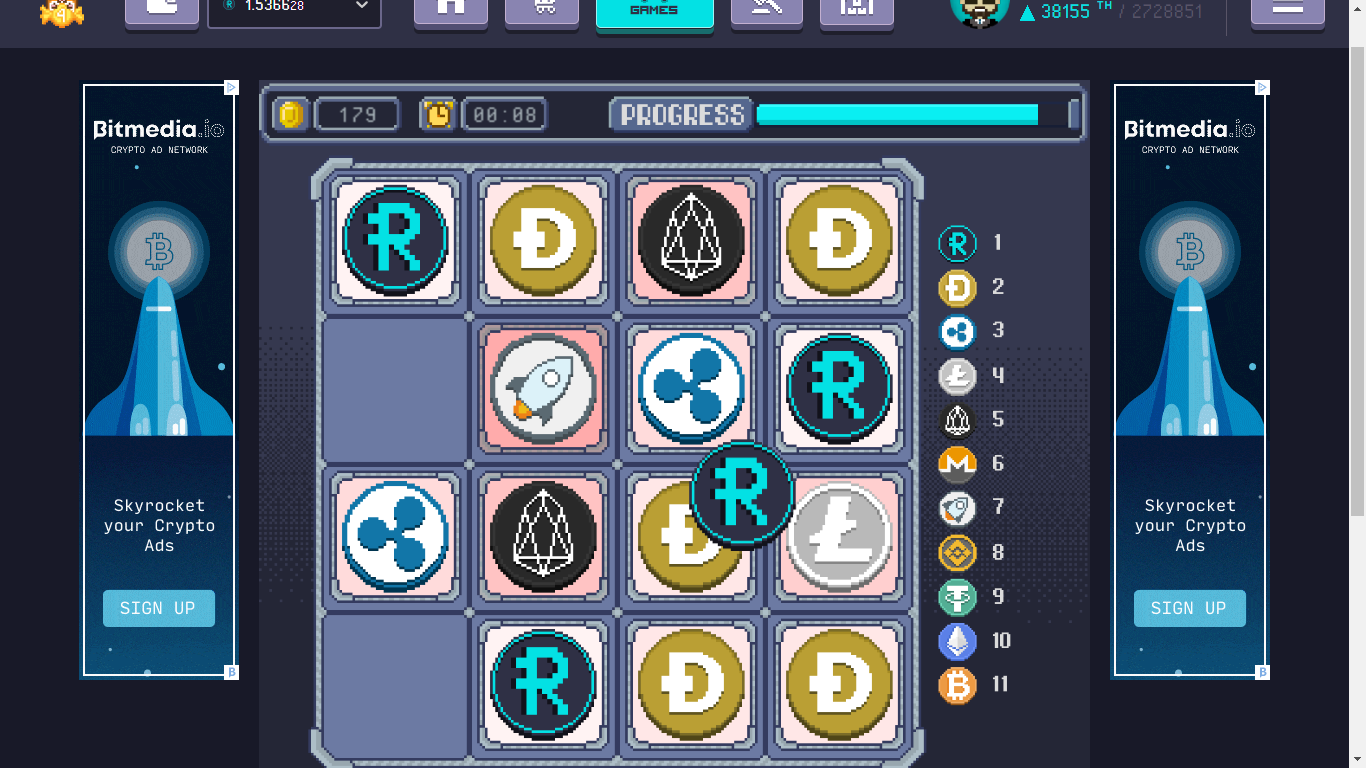 1.536628
GAMES
38155 TH / 2728851
179
00:08
PROGRESS
Bitmedia.io
CRYPTO AD NETWORK
Skyrocket
your Crypto
Ads
SIGN UP
1
2
3
4
5
6
7
8
9
10
11
Bitmedia.io
CRYPTO AD NETWORK
Skyrocket
your Crypto
Ads
SIGN UP